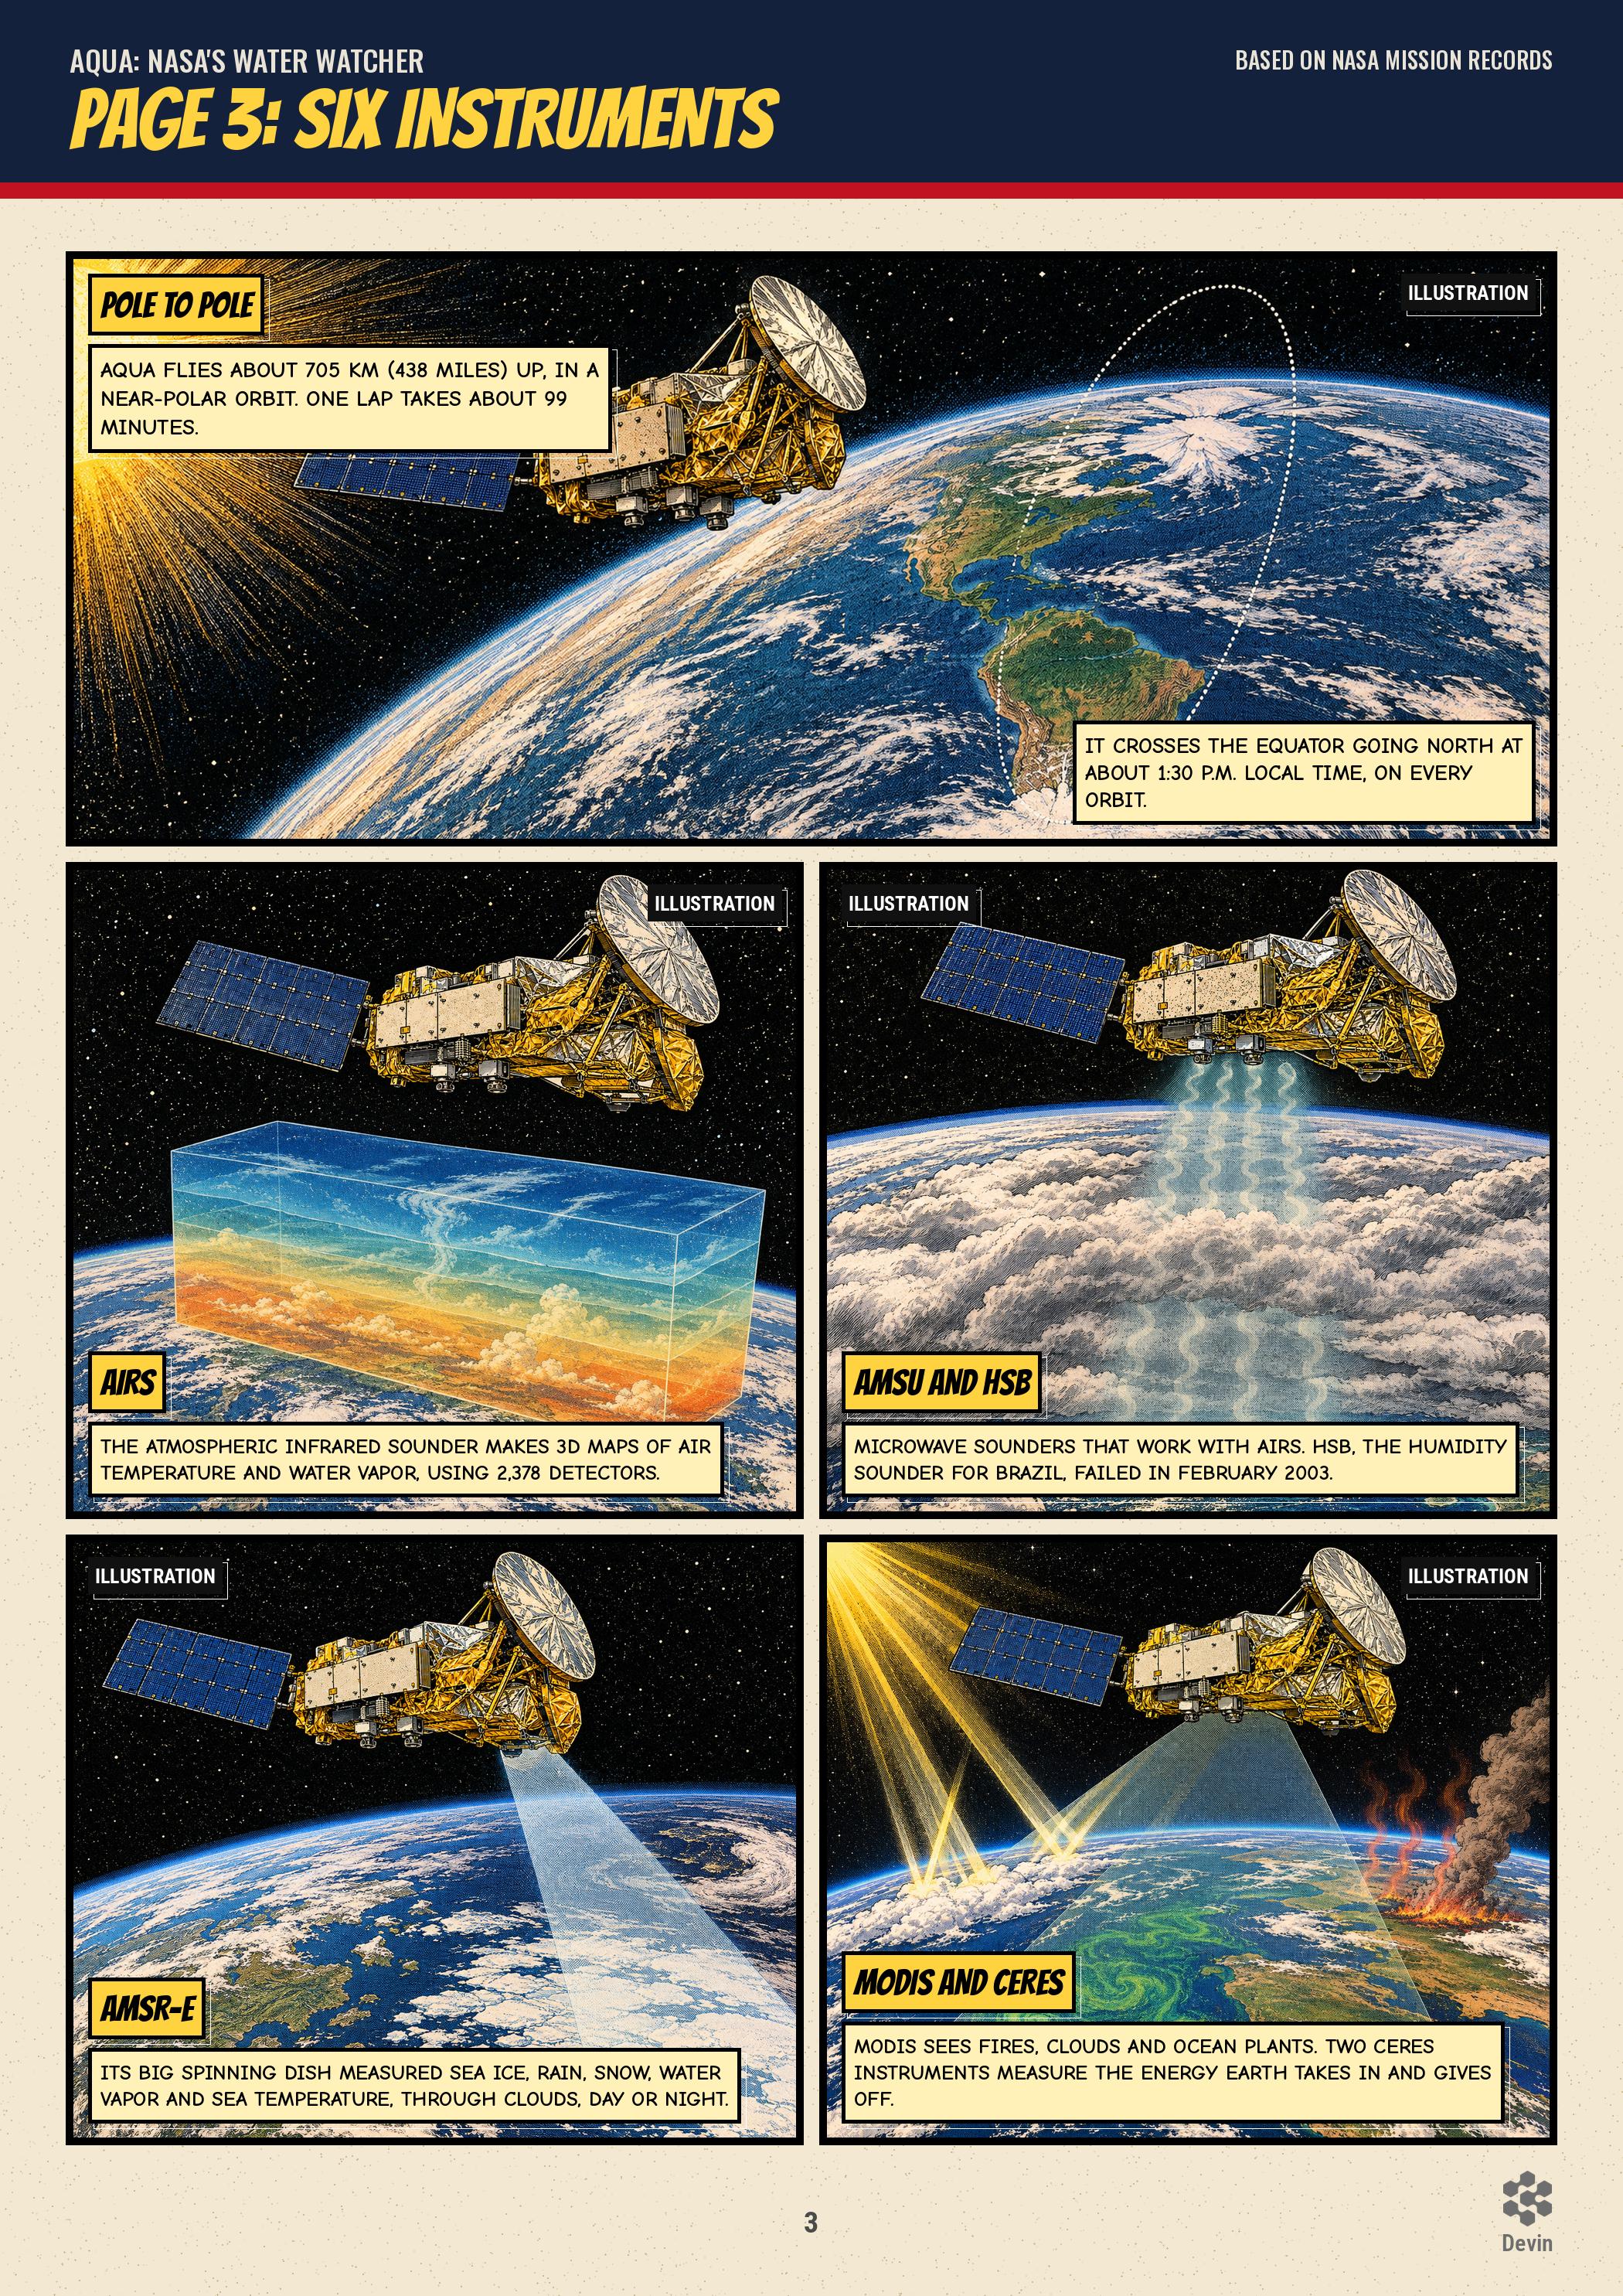 AQUA: NASA'S WATER WATCHER
BASED ON NASA MISSION RECORDS
PAGE 3: SIX INSTRUMENTS
POLE TO POLE
ILLUSTRATION
AQUA FLIES ABOUT 705 KM (438 MILES) UP, IN A
NEAR-POLAR ORBIT. ONE LAP TAKES ABOUT 99
MINUTES.
IT CROSSES THE EQUATOR GOING NORTH AT
ABOUT 1:30 P.M. LOCAL TIME, ON EVERY
ORBIT.
ILLUSTRATION
AIRS
THE ATMOSPHERIC INFRARED SOUNDER MAKES 3D MAPS OF AIR
TEMPERATURE AND WATER VAPOR, USING 2,378 DETECTORS.
ILLUSTRATION
AMSU AND HSB
MICROWAVE SOUNDERS THAT WORK WITH AIRS. HSB, THE HUMIDITY
SOUNDER FOR BRAZIL, FAILED IN FEBRUARY 2003.
ILLUSTRATION
AMSR-E
ITS BIG SPINNING DISH MEASURED SEA ICE, RAIN, SNOW, WATER
VAPOR AND SEA TEMPERATURE, THROUGH CLOUDS, DAY OR NIGHT.
ILLUSTRATION
MODIS AND CERES
MODIS SEES FIRES, CLOUDS AND OCEAN PLANTS. TWO CERES
INSTRUMENTS MEASURE THE ENERGY EARTH TAKES IN AND GIVES
OFF.
3
Devin